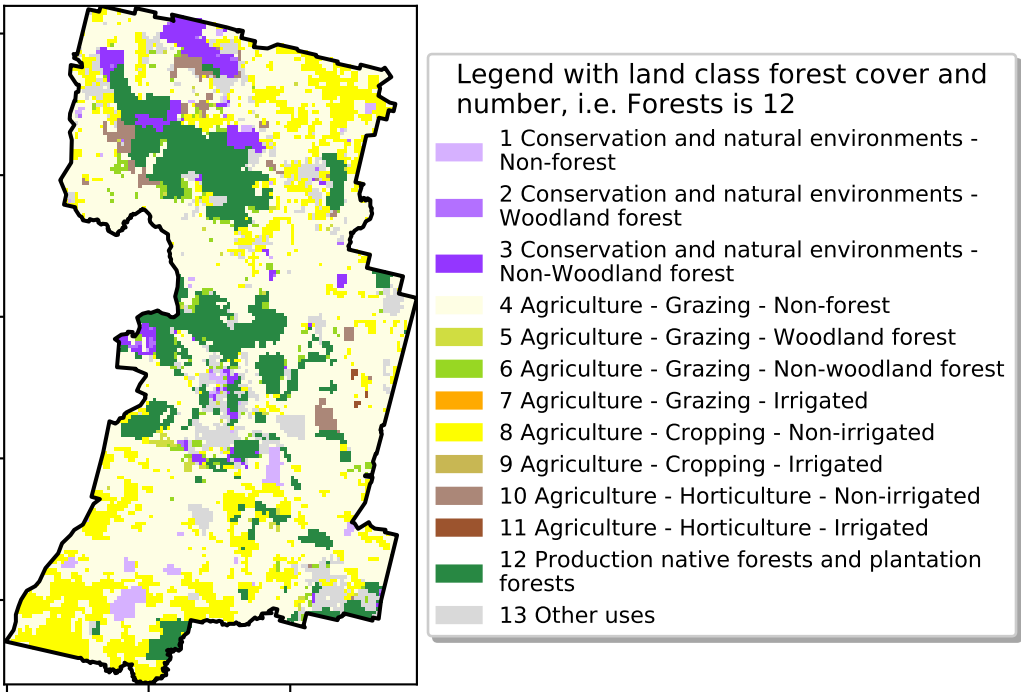 Legend with land class forest cover and
number, i.e. Forests is 12
1 Conservation and natural environments -
Non-forest
2 Conservation and natural environments -
Woodland forest
3 Conservation and natural environments -
Non-Woodland forest
4 Agriculture - Grazing - Non-forest
5 Agriculture - Grazing - Woodland forest
6 Agriculture - Grazing - Non-woodland forest
7 Agriculture - Grazing - Irrigated
8 Agriculture - Cropping - Non-irrigated
9 Agriculture - Cropping - Irrigated
10 Agriculture - Horticulture - Non-irrigated
11 Agriculture - Horticulture - Irrigated
12 Production native forests and plantation
forests
13 Other uses